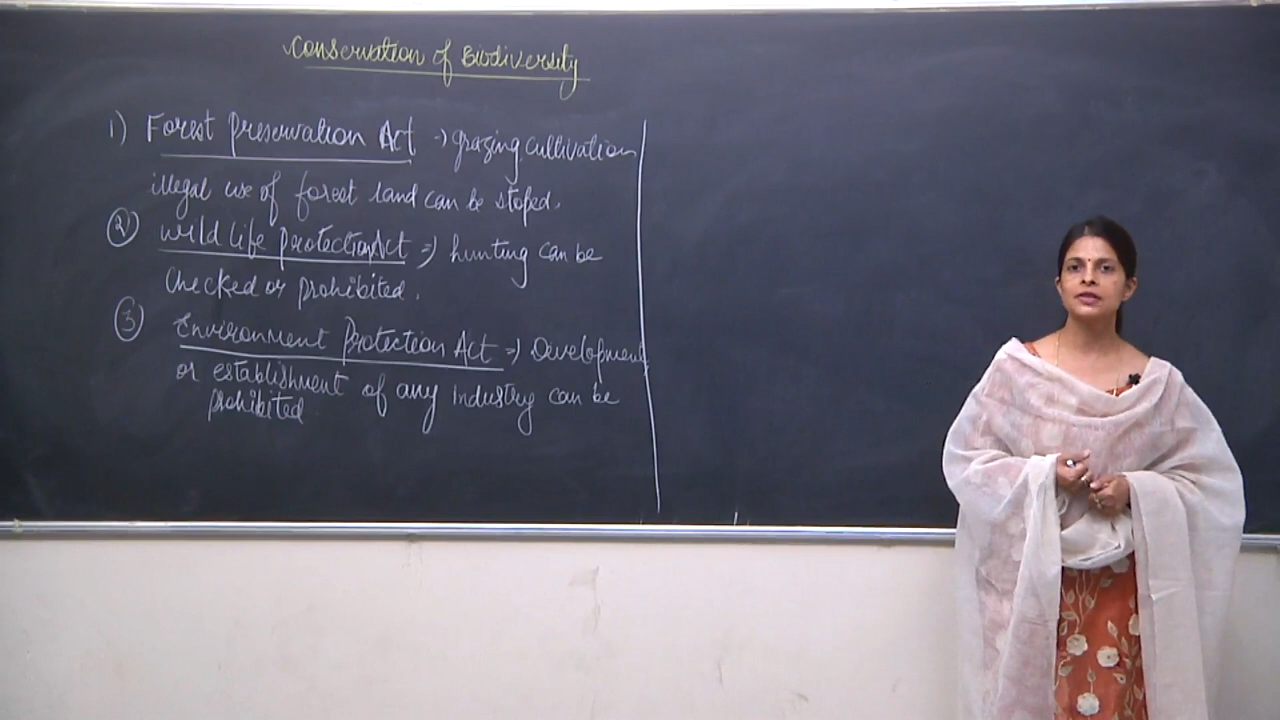 Conservation of Biodiversity
1) Forest Preservation Act → grazing, cultivation
illegal use of forest land can be stoped.
2) Wild life protection Act ⇒ hunting can be
checked or prohibited.
3) Environment Protection Act ⇒ Development
or establishment of any industry can be
prohibited